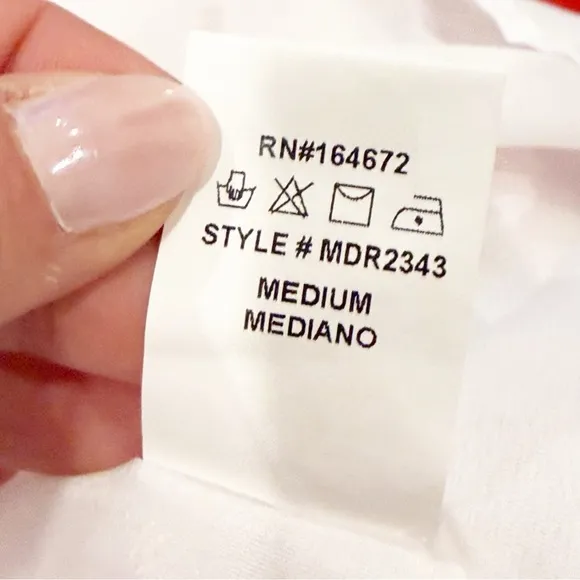 RN#164672
STYLE # MDR2343
MEDIUM
MEDIANO